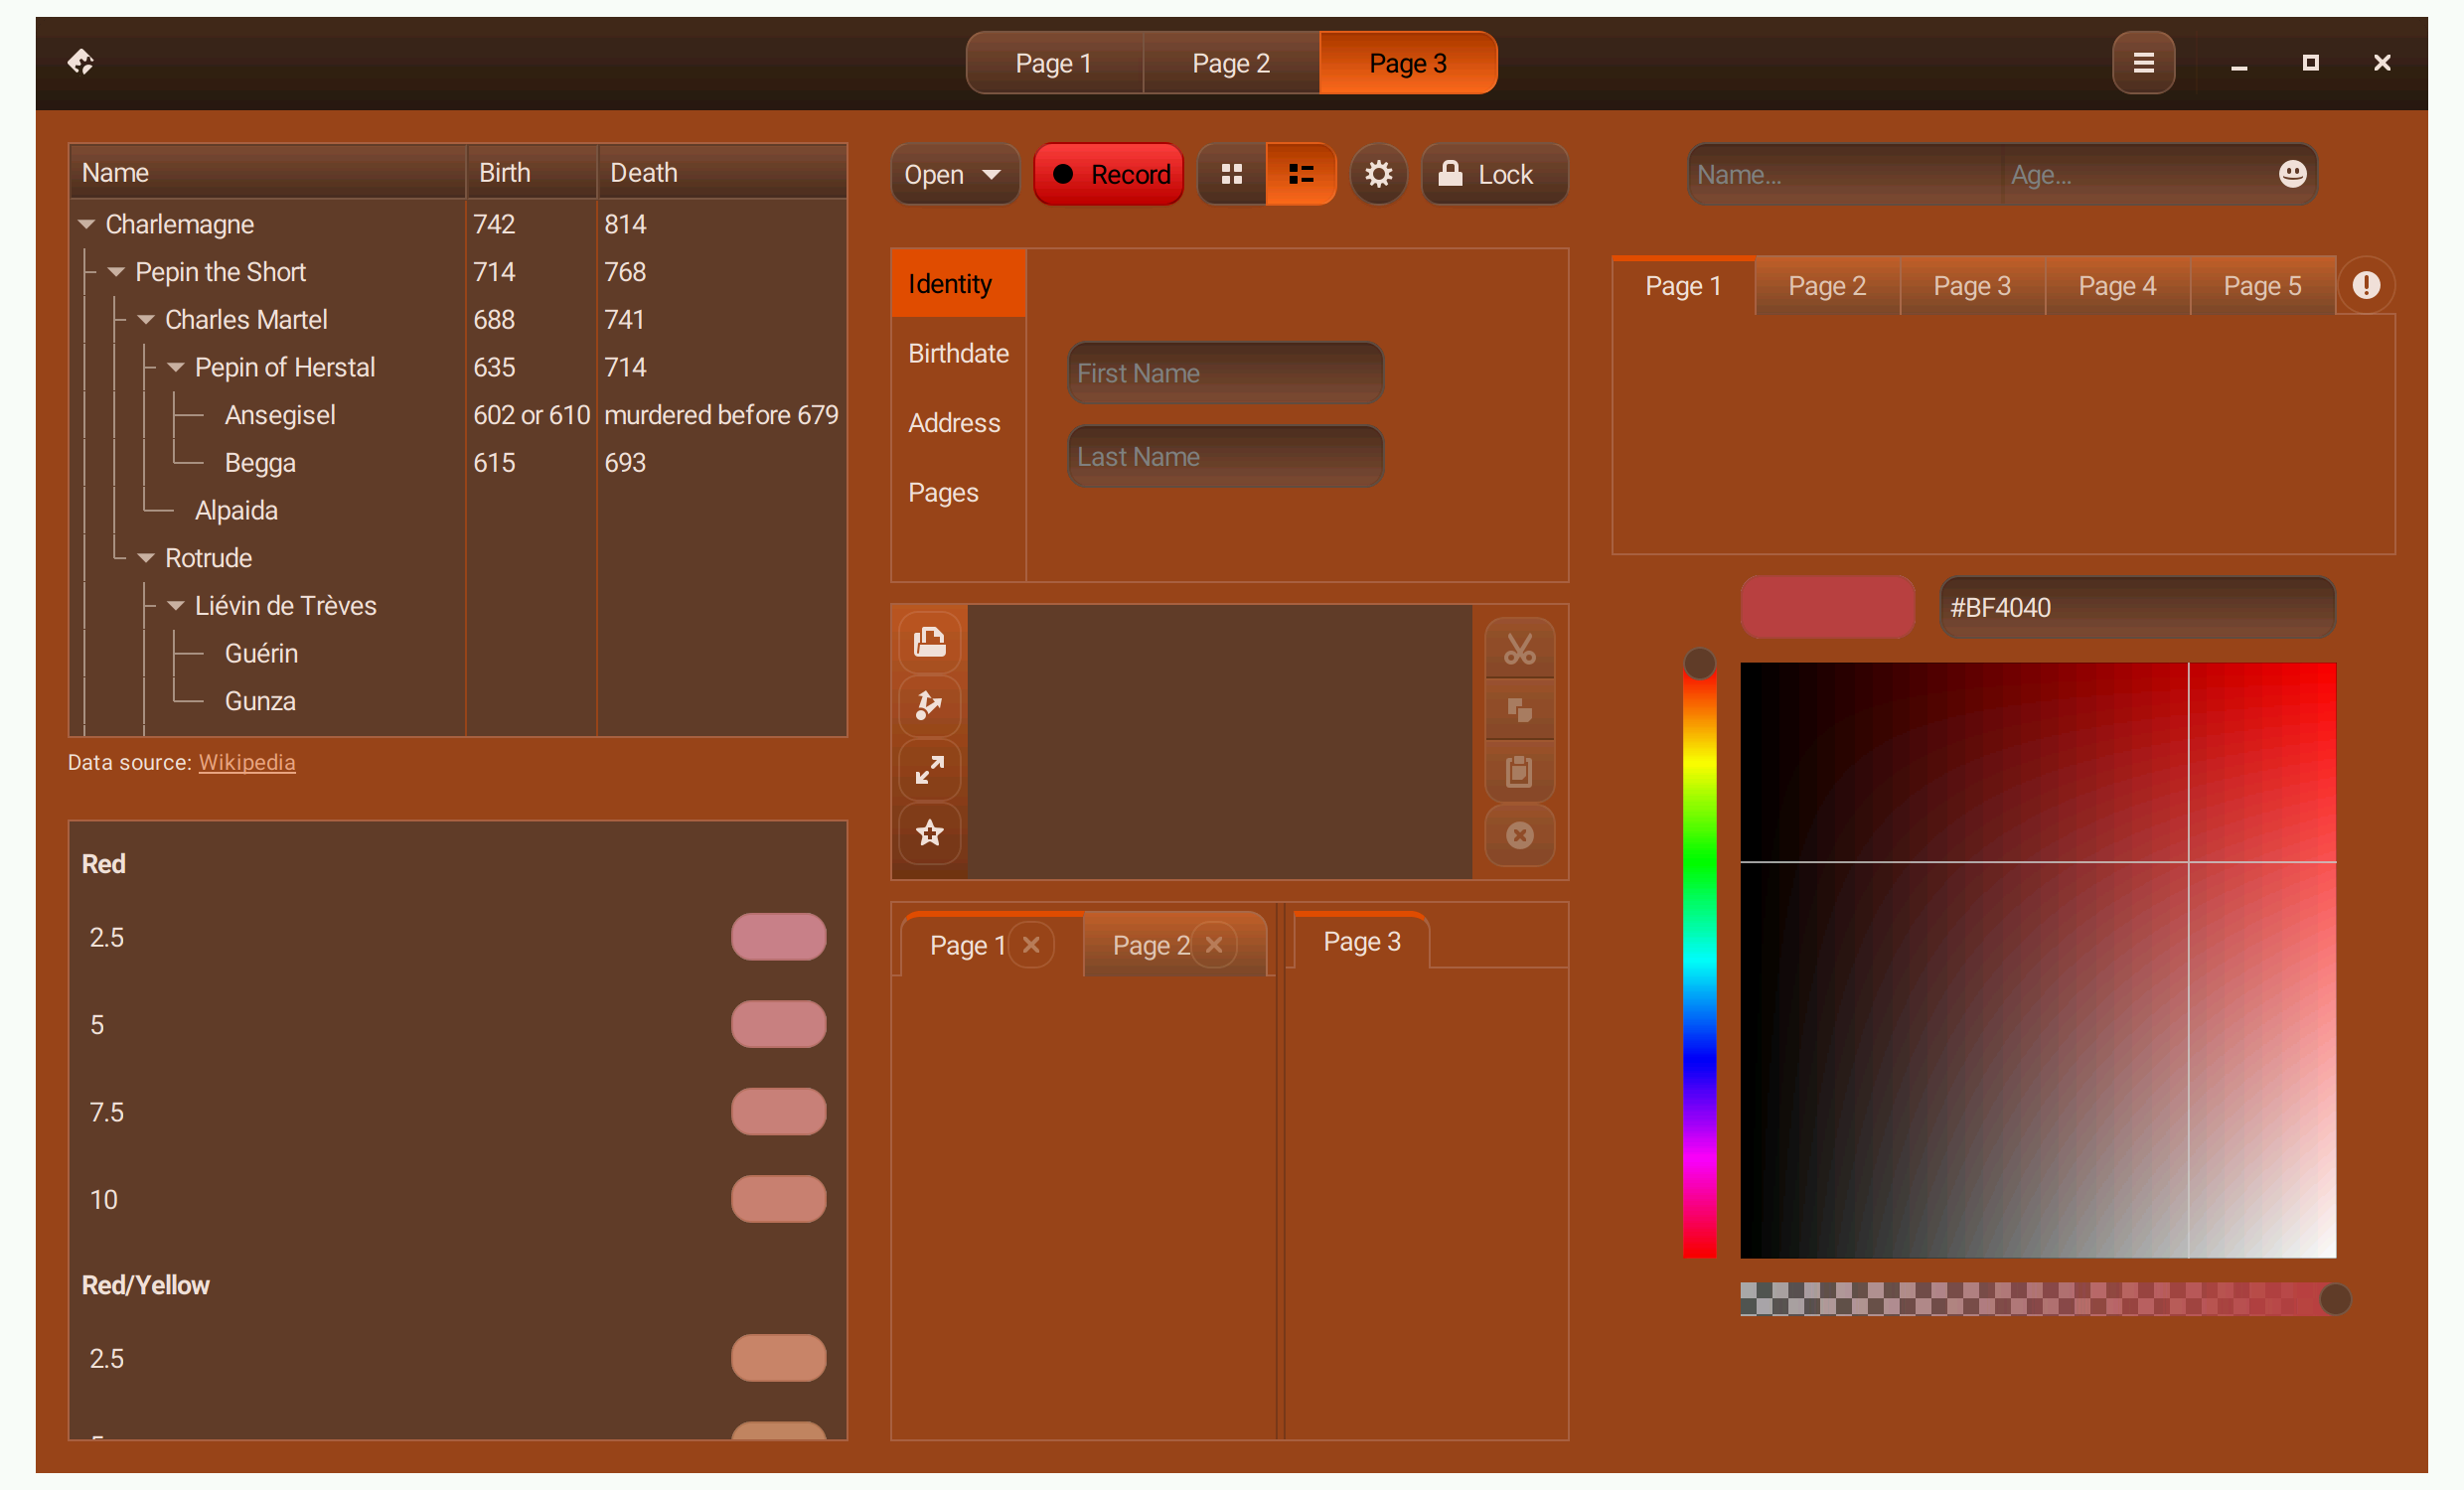 Page 1 Page 2 Page 3
Name Birth Death
Charlemagne 742 814
Pepin the Short 714 768
Charles Martel 688 741
Pepin of Herstal 635 714
Ansegisel 602 or 610 murdered before 679
Begga 615 693
Alpaida
Rotrude
Liévin de Trèves
Guérin
Gunza
Data source: Wikipedia
Red
2.5
5
7.5
10
Red/Yellow
2.5
Open Record Lock
Identity
Birthdate
Address
Pages
First Name
Last Name
Page 1 Page 2 Page 3
Name... Age...
Page 1 Page 2 Page 3 Page 4 Page 5
#BF4040